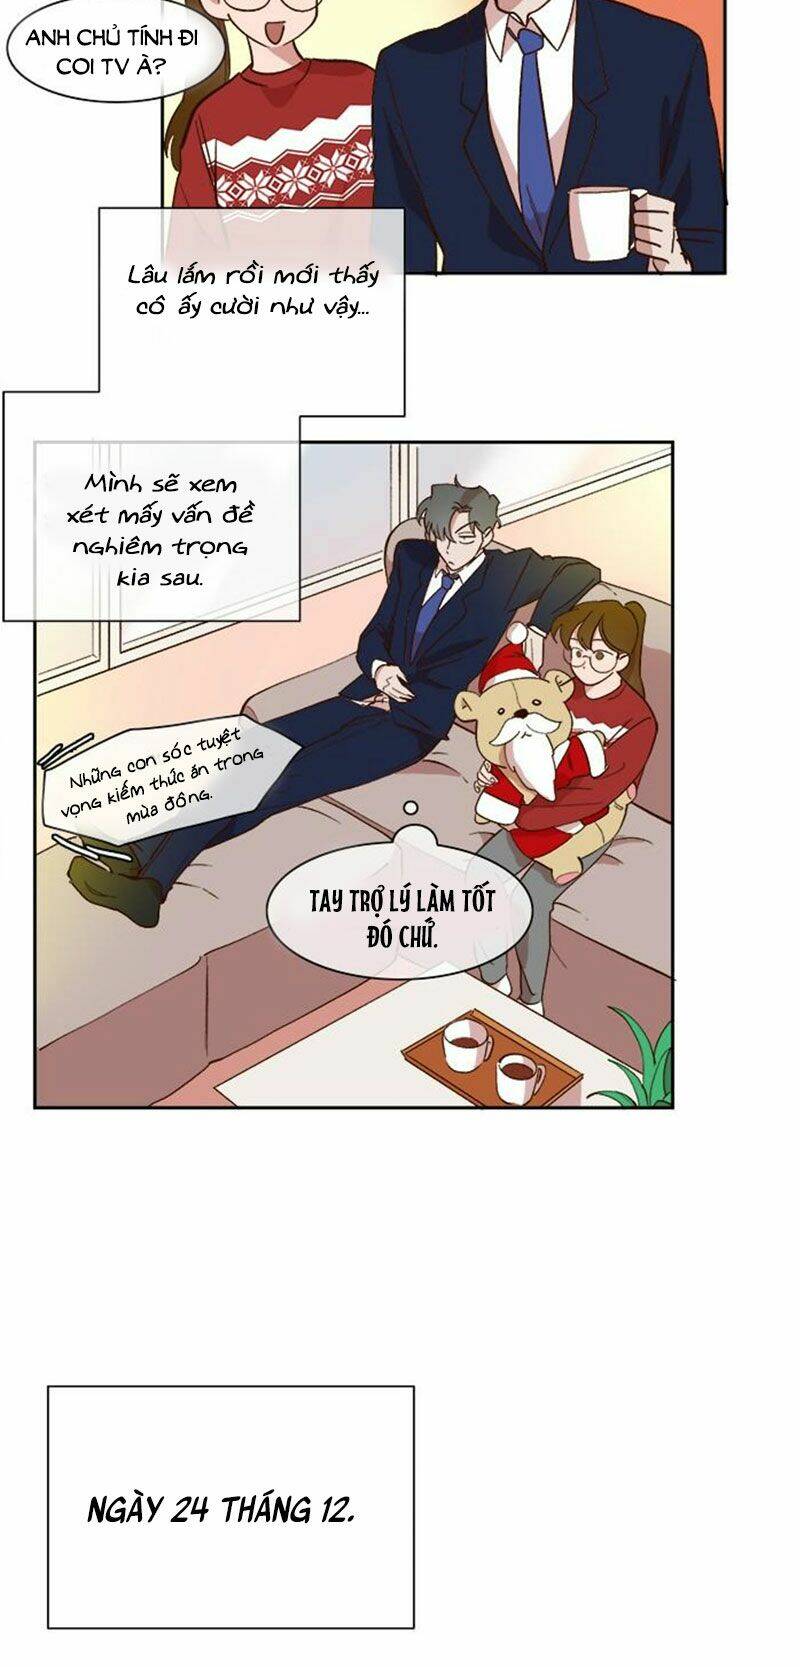 ANH CHỦ TÍNH ĐI
COI TV À?
Lâu lắm rồi mới thấy
cô ấy cười như vậy...
Mình sẽ xem
xét mấy vấn đề
nghiêm trọng
kia sau.
Những con sóc tuyệt
vọng kiếm thức ăn trong
mùa đông.
TAY TRỢ LÝ LÀM TỐT
ĐÓ CHỨ.
NGÀY 24 THÁNG 12.